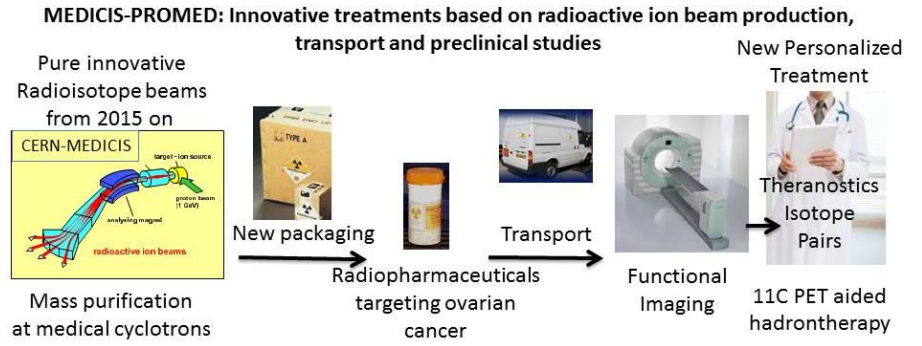 MEDICIS-PROMED: Innovative treatments based on radioactive ion beam production,
transport and preclinical studies
Pure innovative
Radioisotope beams
from 2015 on
CERN-MEDICIS
target - ion source
proton beam
(1 GeV)
analysing magnet
radioactive ion beams
Mass purification
at medical cyclotrons
TYPE A
New packaging
Radiopharmaceuticals
targeting ovarian
cancer
Transport
Functional
Imaging
New Personalized
Treatment
Theranostics
Isotope
Pairs
11C PET aided
hadrontherapy